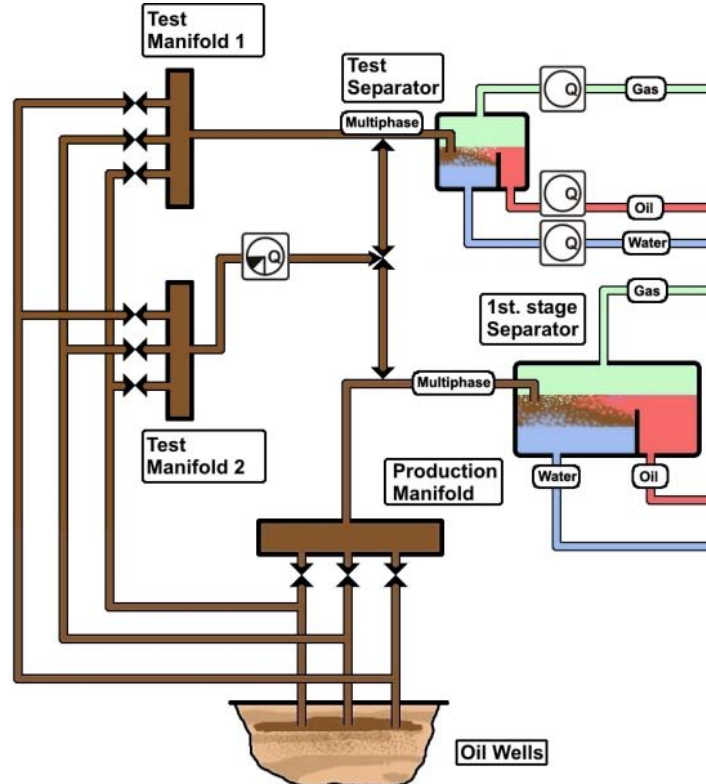 Test
Manifold 1
Test
Separator
Multiphase
Q
Gas
Q
Oil
Q
Water
Q
1st. stage
Separator
Gas
Multiphase
Test
Manifold 2
Production
Manifold
Water
Oil
Oil Wells